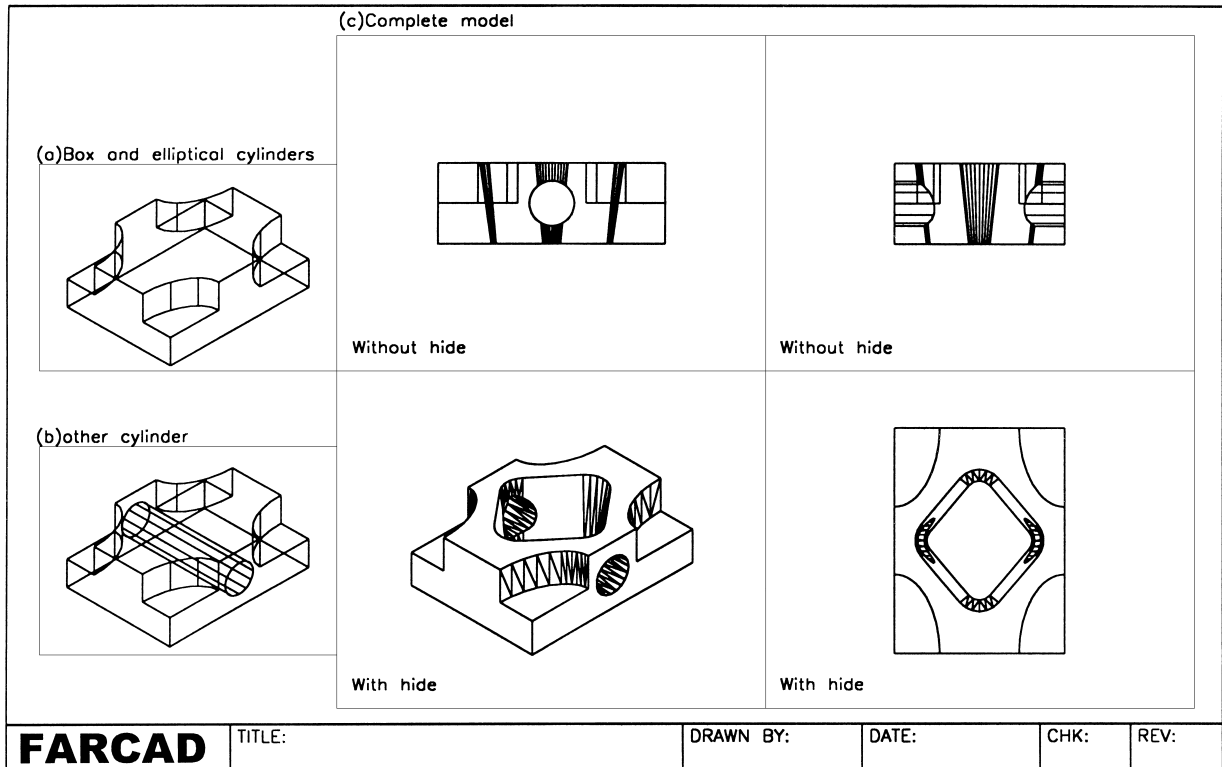 (c)Complete model
(a)Box and elliptical cylinders
Without hide
Without hide
(b)other cylinder
With hide
With hide
FARCAD TITLE: DRAWN BY: DATE: CHK: REV: